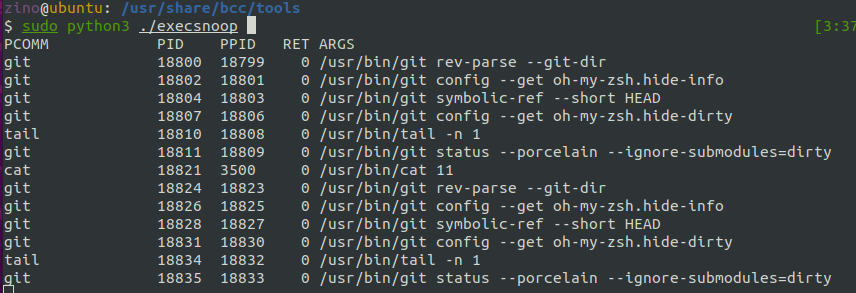 zino@ubuntu: /usr/share/bcc/tools
$ sudo python3 ./execsnoop [3:37
PCOMM PID PPID RET ARGS
git 18800 18799 0 /usr/bin/git rev-parse --git-dir
git 18802 18801 0 /usr/bin/git config --get oh-my-zsh.hide-info
git 18804 18803 0 /usr/bin/git symbolic-ref --short HEAD
git 18807 18806 0 /usr/bin/git config --get oh-my-zsh.hide-dirty
tail 18810 18808 0 /usr/bin/tail -n 1
git 18811 18809 0 /usr/bin/git status --porcelain --ignore-submodules=dirty
cat 18821 3500 0 /usr/bin/cat 11
git 18824 18823 0 /usr/bin/git rev-parse --git-dir
git 18826 18825 0 /usr/bin/git config --get oh-my-zsh.hide-info
git 18828 18827 0 /usr/bin/git symbolic-ref --short HEAD
git 18831 18830 0 /usr/bin/git config --get oh-my-zsh.hide-dirty
tail 18834 18832 0 /usr/bin/tail -n 1
git 18835 18833 0 /usr/bin/git status --porcelain --ignore-submodules=dirty